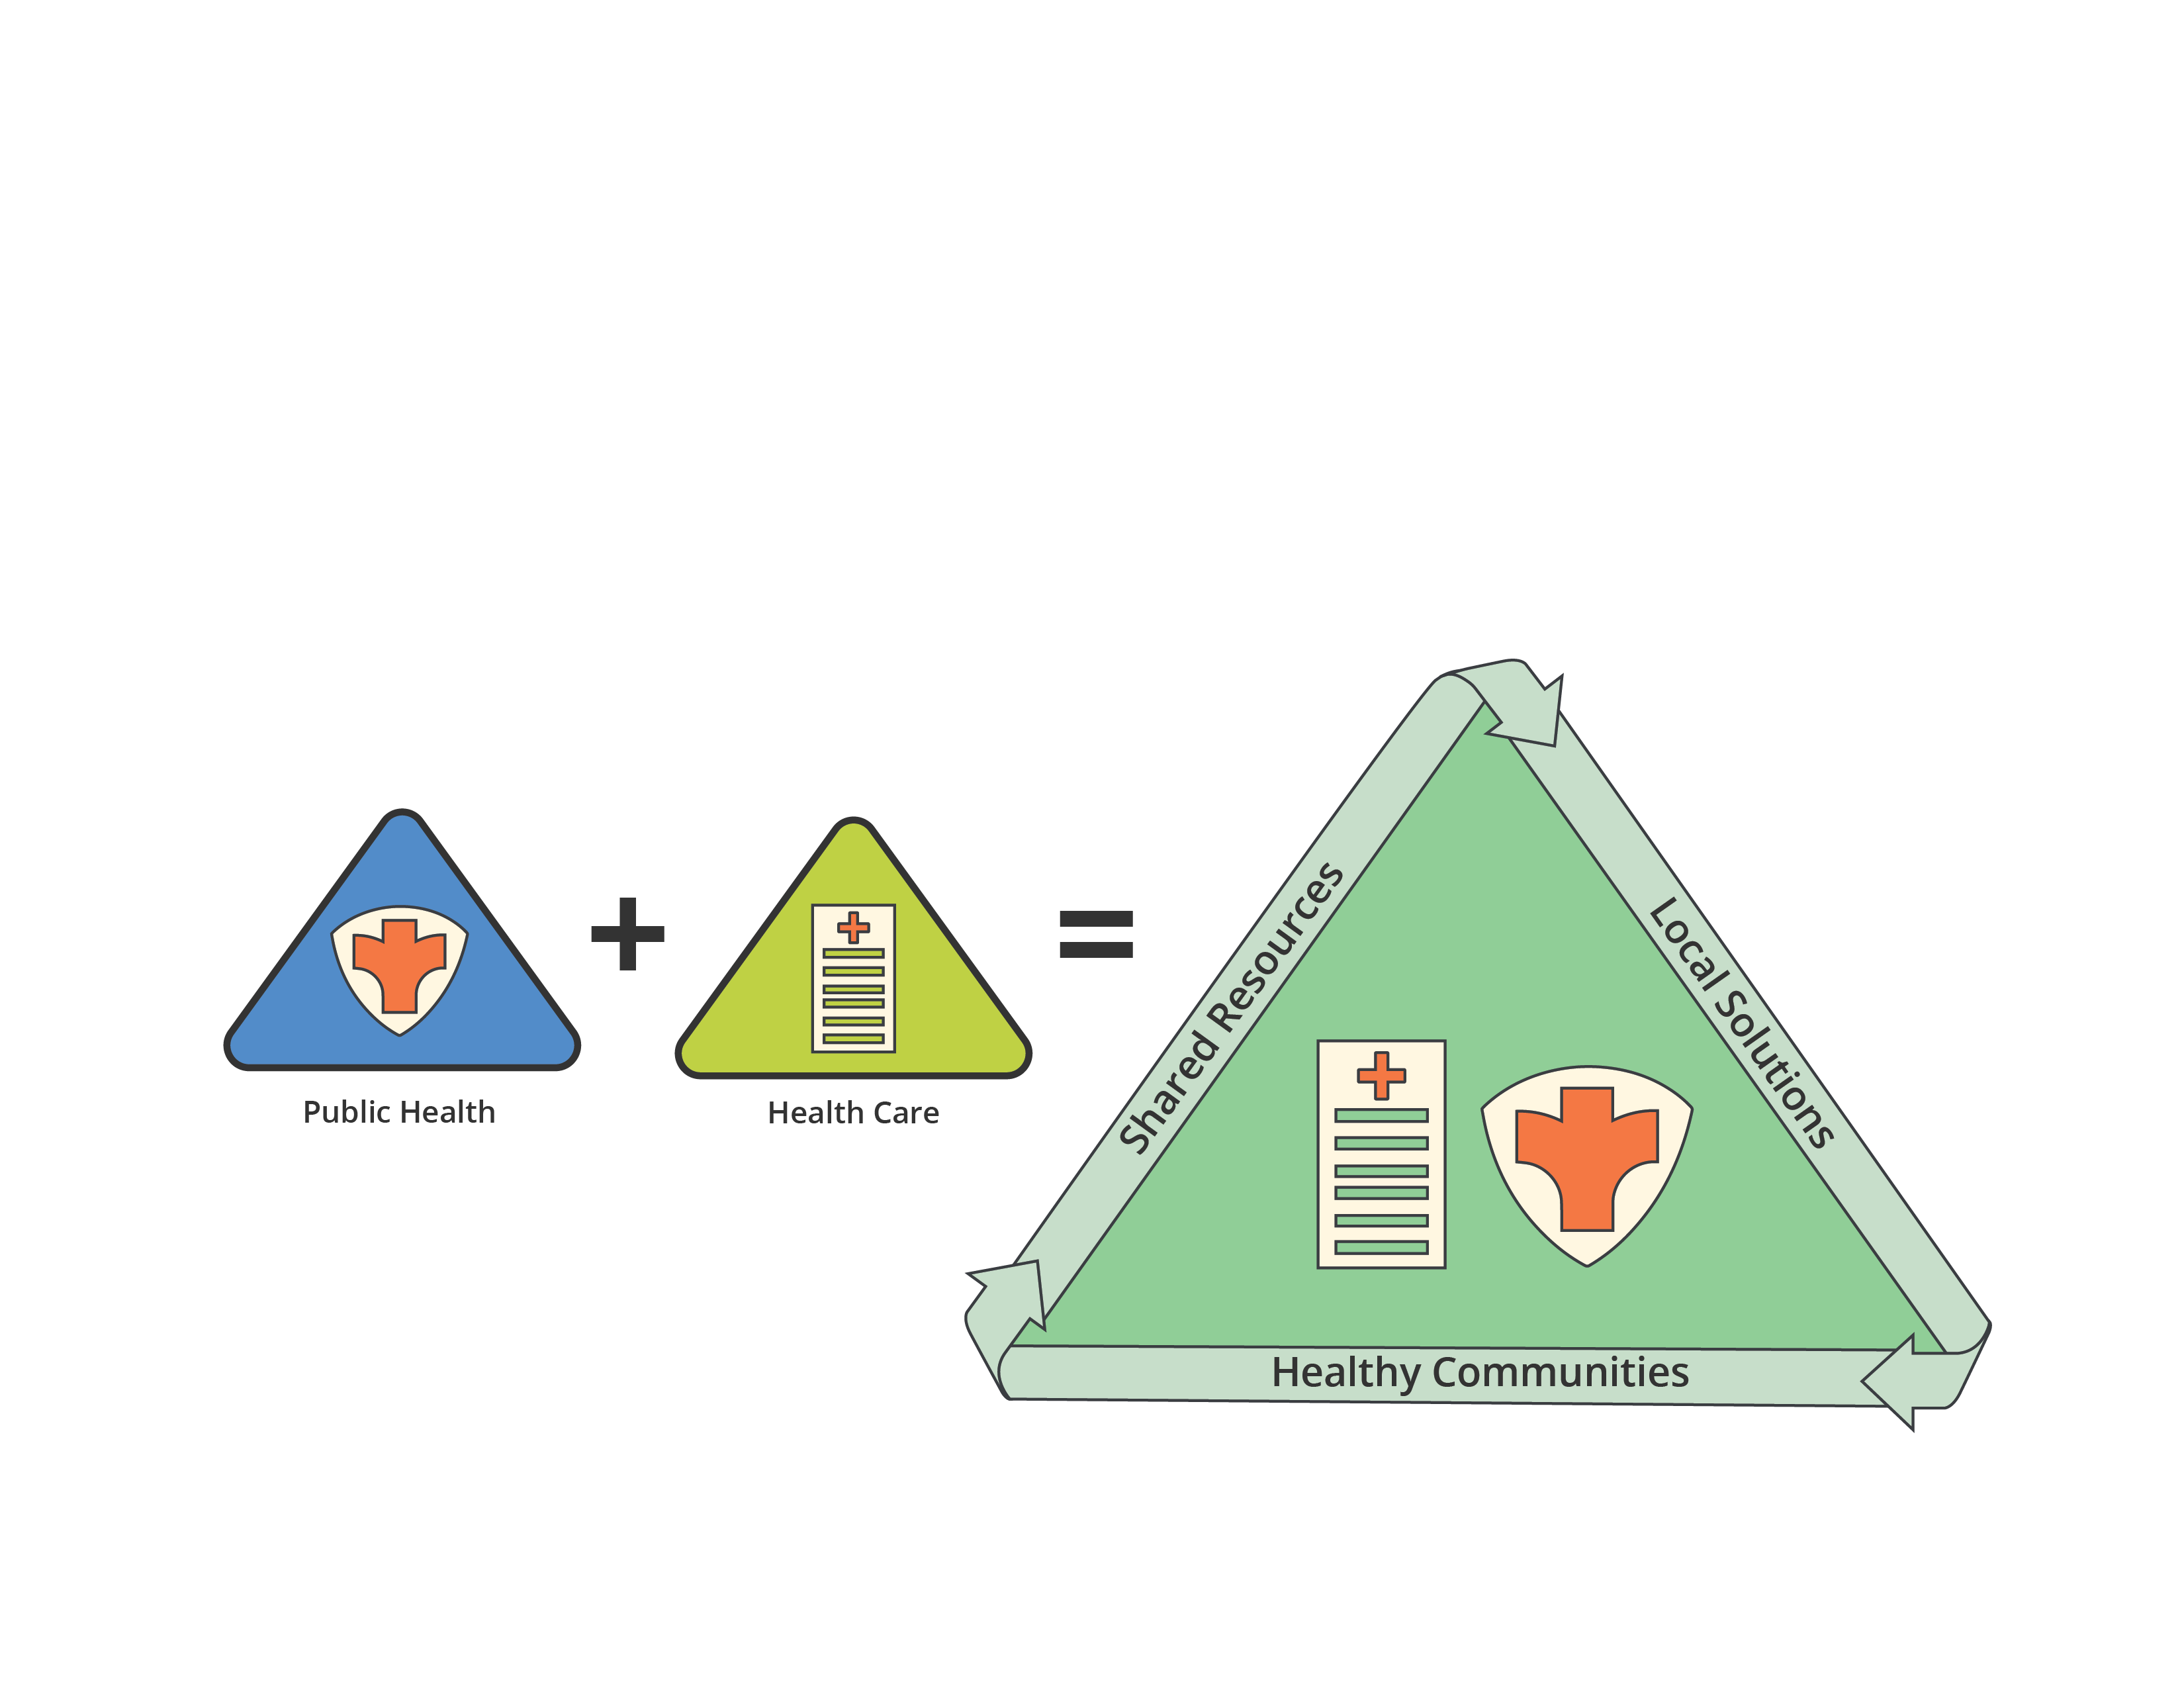 Public Health
+
Health Care
=
Shared Resources
Local Solutions
Healthy Communities